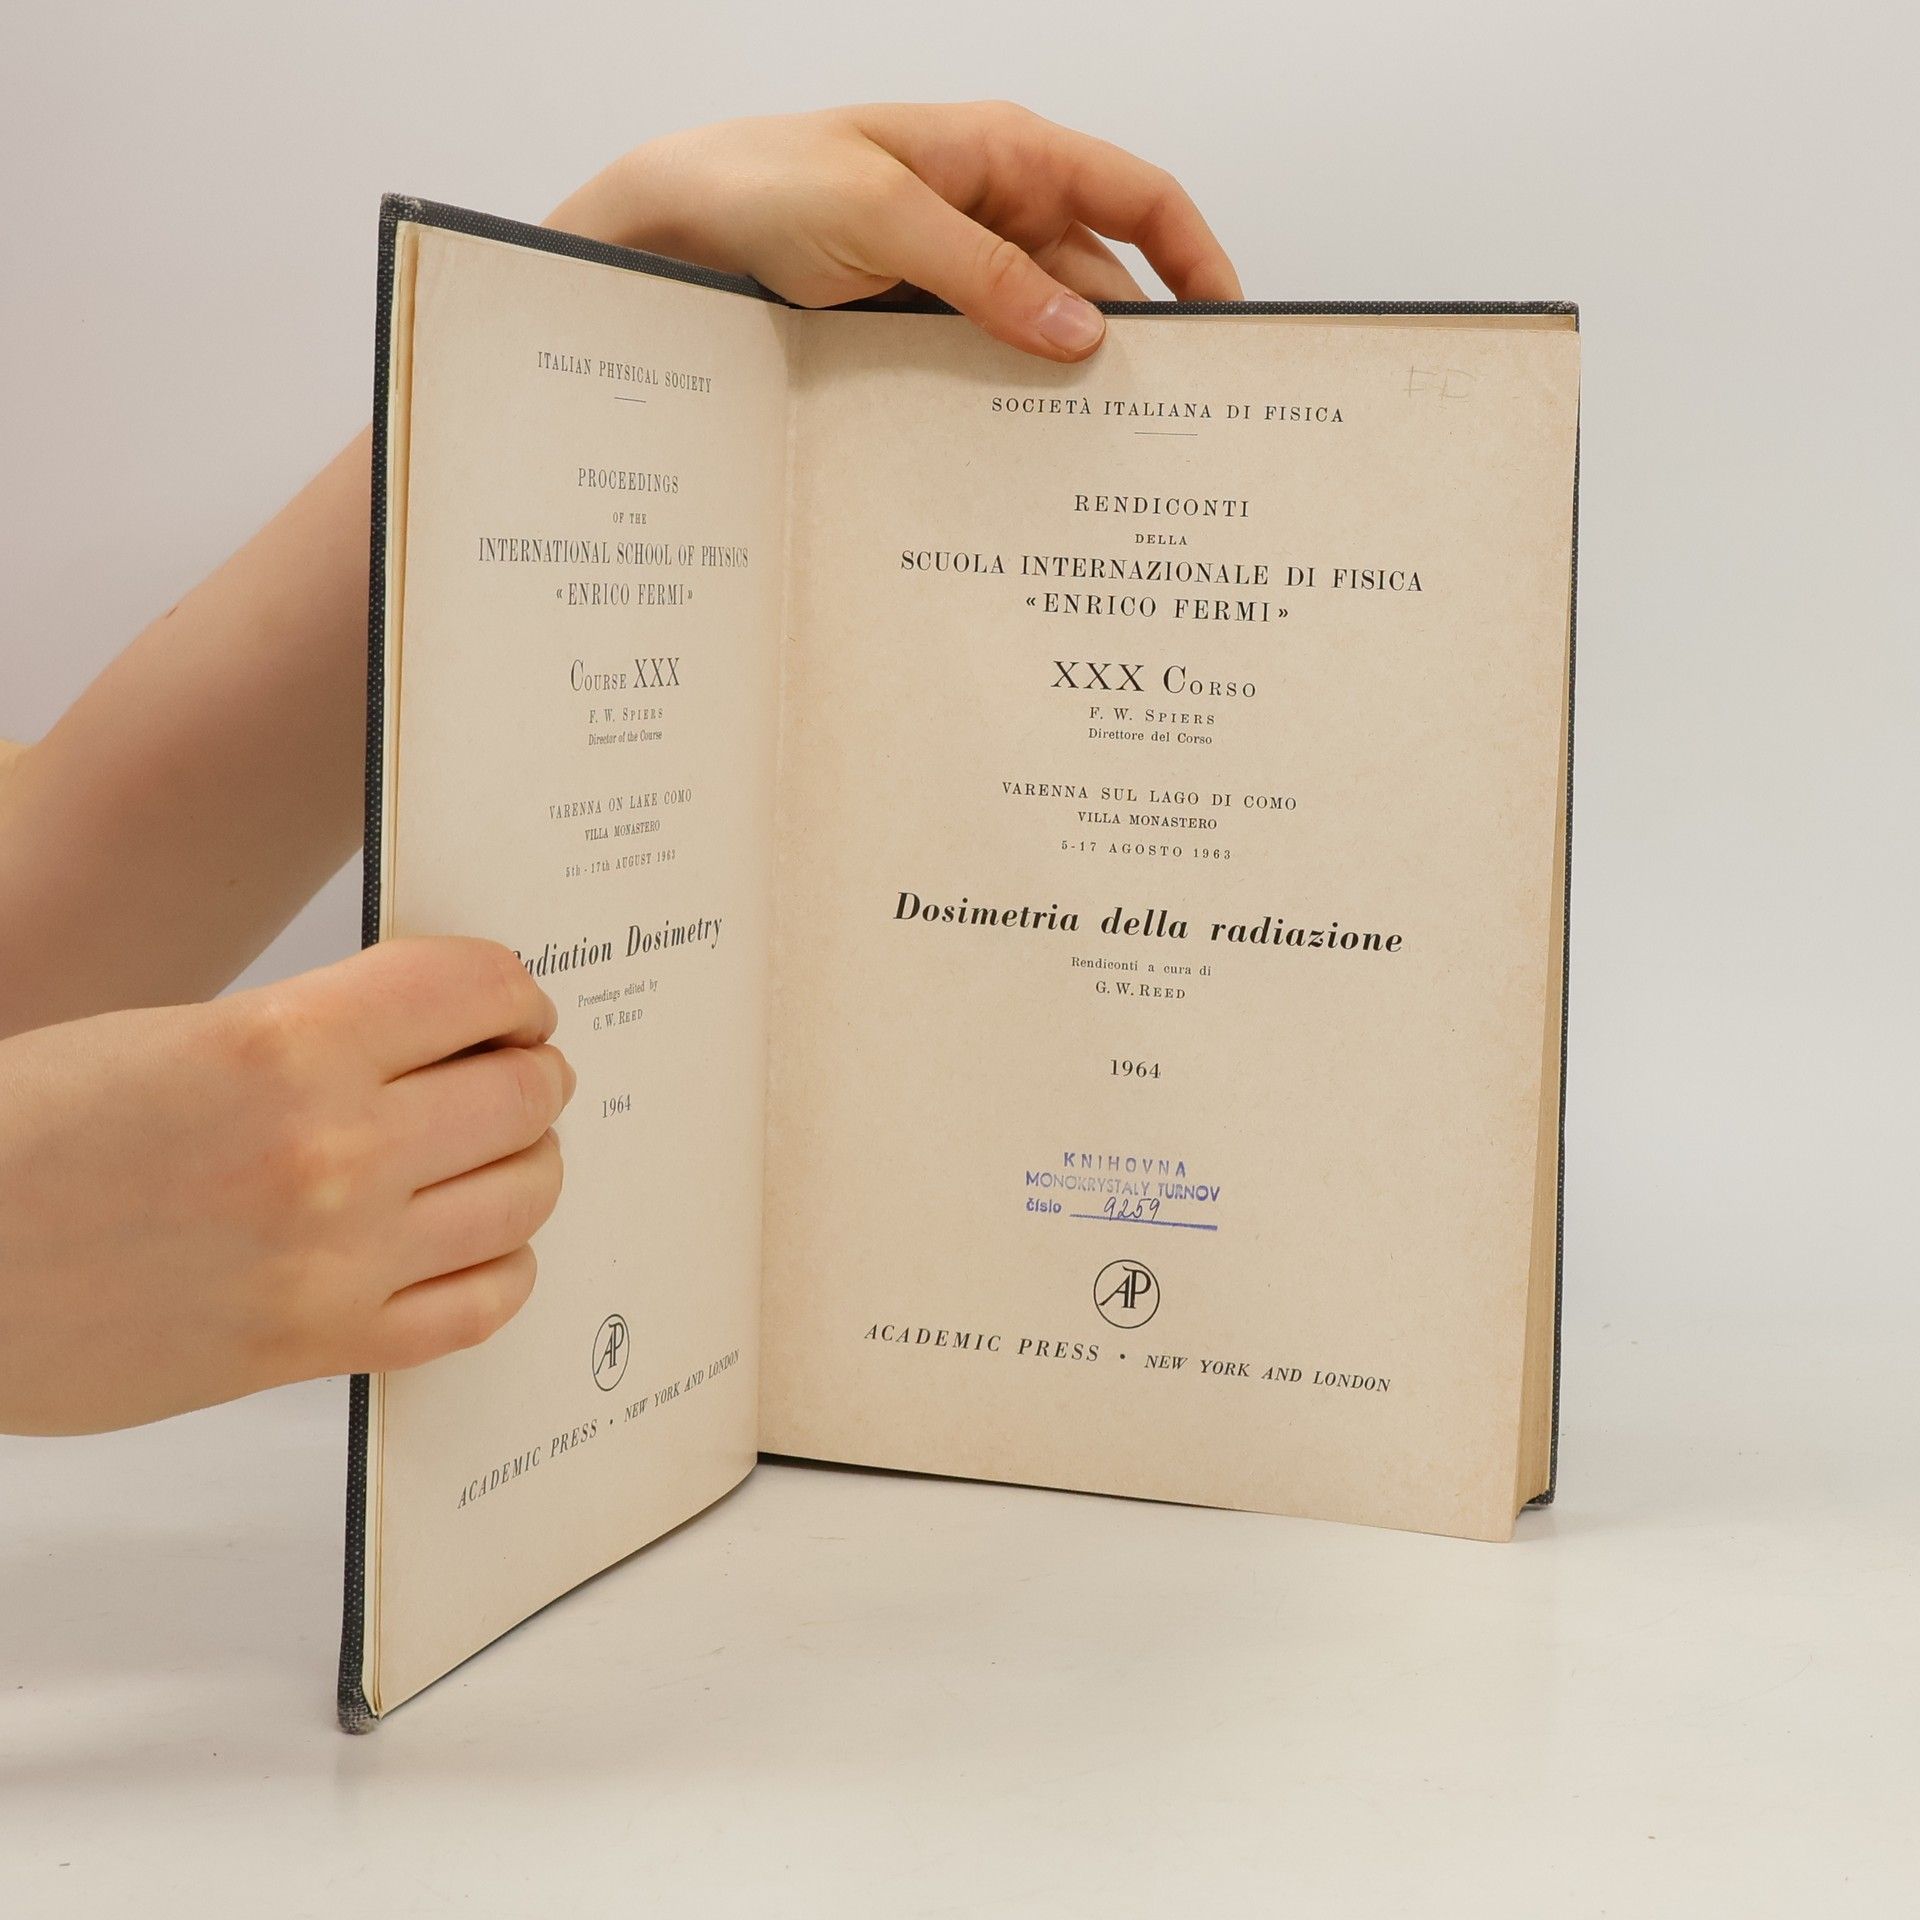 ITALIAN PHYSICAL SOCIETY
PROCEEDINGS
OF THE
INTERNATIONAL SCHOOL OF PHYSICS
« ENRICO FERMI »
COURSE XXX
F. W. SPIERS
Director of the Course
VARENNA ON LAKE COMO
VILLA MONASTERO
5th - 17th AUGUST 1963
Radiation Dosimetry
Proceedings edited by
G. W. REED
1964
AP
ACADEMIC PRESS • NEW YORK AND LONDON
SOCIETÀ ITALIANA DI FISICA
RENDICONTI
DELLA
SCUOLA INTERNAZIONALE DI FISICA
« ENRICO FERMI »
XXX CORSO
F. W. SPIERS
Direttore del Corso
VARENNA SUL LAGO DI COMO
VILLA MONASTERO
5-17 AGOSTO 1963
Dosimetria della radiazione
Rendiconti a cura di
G. W. REED
1964
KNIHOVNA
MONOKRYSTALY TURNOV
číslo 9259
AP
ACADEMIC PRESS • NEW YORK AND LONDON